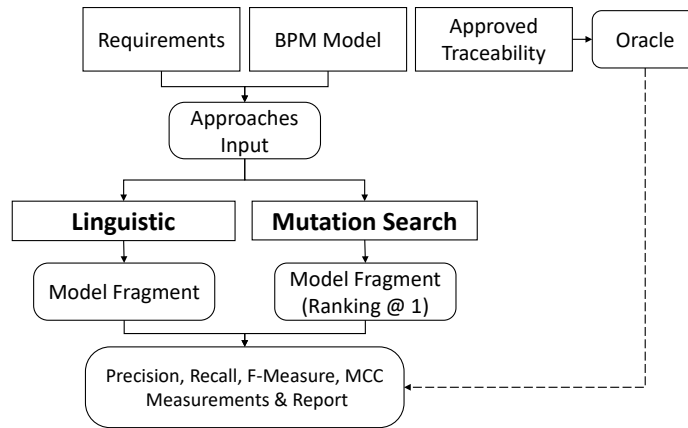 Requirements
BPM Model
Approved
Traceability
Oracle
Approaches
Input
Linguistic
Mutation Search
Model Fragment
Model Fragment
(Ranking @ 1)
Precision, Recall, F-Measure, MCC
Measurements & Report